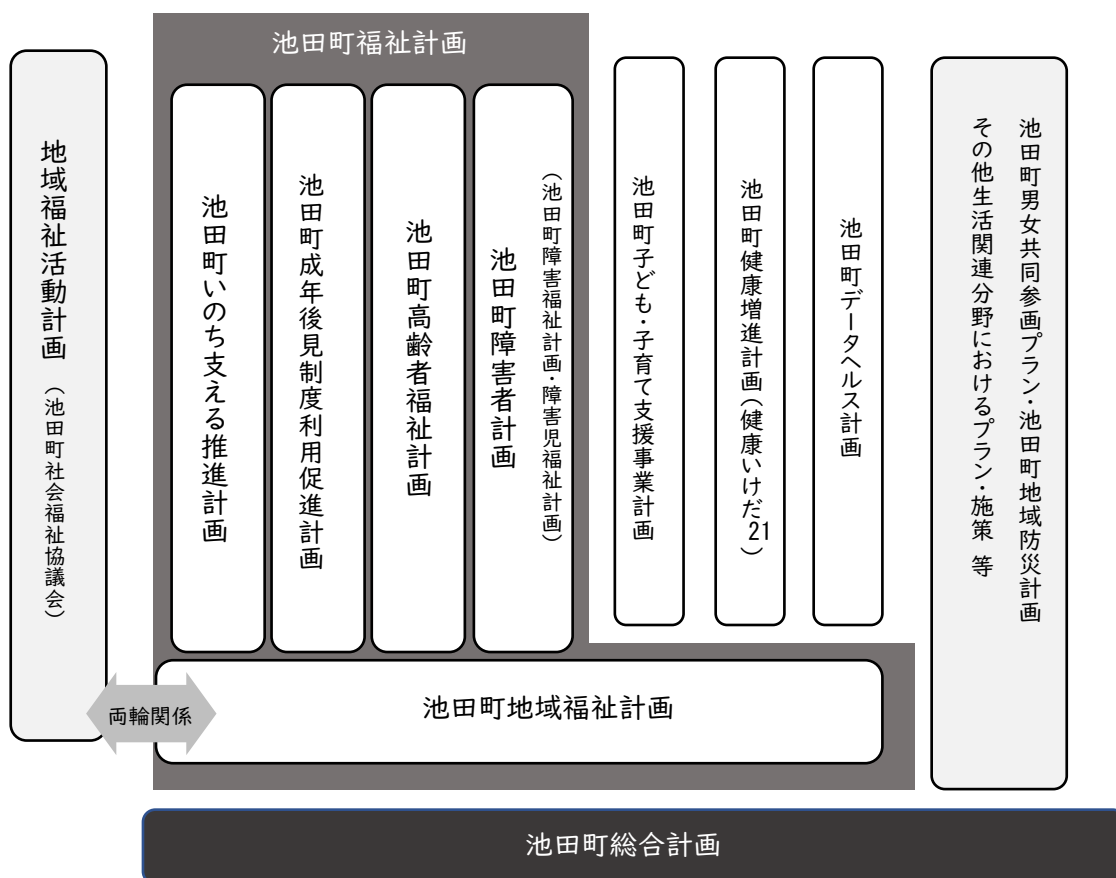 池田町福祉計画
地域福祉活動計画（池田町社会福祉協議会）
池田町いのち支える推進計画
池田町成年後見制度利用促進計画
池田町高齢者福祉計画
池田町障害者計画
（池田町障害福祉計画・障害児福祉計画）
池田町子ども・子育て支援事業計画
池田町健康増進計画（健康いけだ21）
池田町データヘルス計画
池田町男女共同参画プラン・池田町地域防災計画
その他生活関連分野におけるプラン・施策 等
両輪関係
池田町地域福祉計画
池田町総合計画